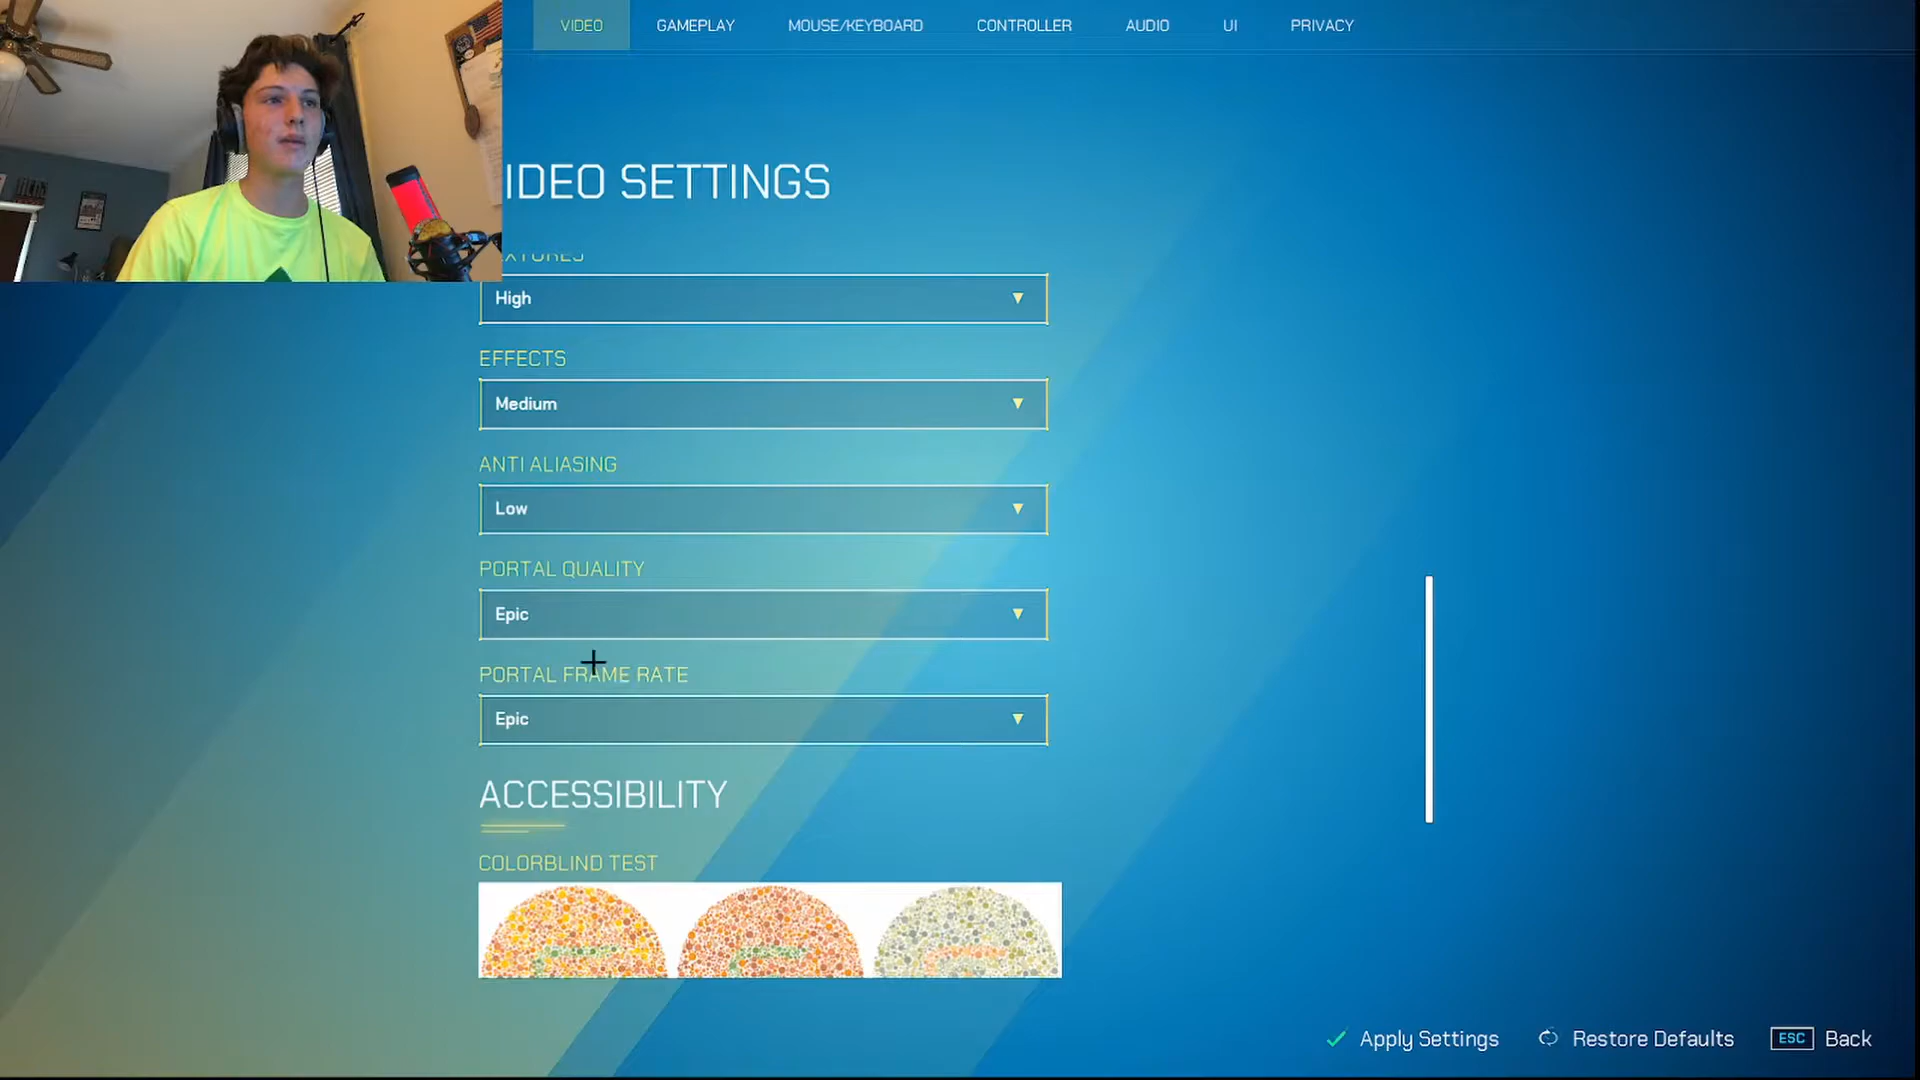 VIDEO
GAMEPLAY
MOUSE/KEYBOARD
CONTROLLER
AUDIO
UI
PRIVACY
IDEO SETTINGS
XTURES
High
EFFECTS
Medium
ANTI ALIASING
Low
PORTAL QUALITY
Epic
PORTAL FRAME RATE
Epic
ACCESSIBILITY
COLORBLIND TEST
Apply Settings
Restore Defaults
ESC Back